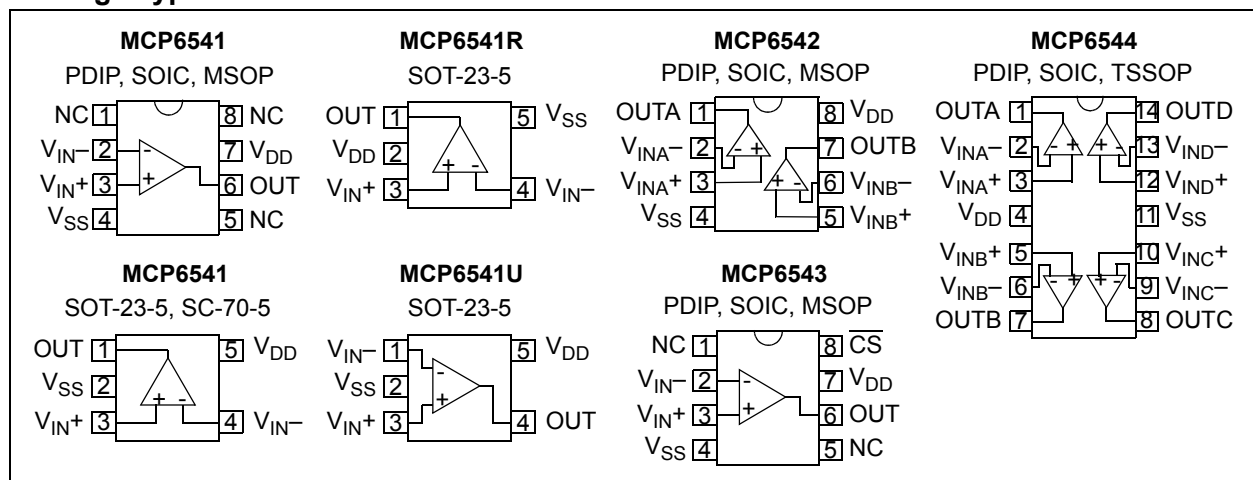 MCP6541
PDIP, SOIC, MSOP
NC 1
8 NC
VIN– 2
7 VDD
VIN+ 3
6 OUT
VSS 4
5 NC
-
+
MCP6541R
SOT-23-5
OUT 1
5 VSS
VDD 2
VIN+ 3
4 VIN–
+ -
MCP6542
PDIP, SOIC, MSOP
OUTA 1
8 VDD
VINA– 2
7 OUTB
VINA+ 3
6 VINB–
VSS 4
5 VINB+
- +
+ -
MCP6544
PDIP, SOIC, TSSOP
OUTA 1
14 OUTD
VINA– 2
13 VIND–
VINA+ 3
12 VIND+
VDD 4
11 VSS
VINB+ 5
10 VINC+
VINB– 6
9 VINC–
OUTB 7
8 OUTC
- +
+ -
- +
+ -
MCP6541
SOT-23-5, SC-70-5
OUT 1
5 VDD
VSS 2
VIN+ 3
4 VIN–
+ -
MCP6541U
SOT-23-5
VIN– 1
5 VDD
VSS 2
VIN+ 3
4 OUT
-
+
MCP6543
PDIP, SOIC, MSOP
NC 1
8 C̅S̅
VIN– 2
7 VDD
VIN+ 3
6 OUT
VSS 4
5 NC
-
+